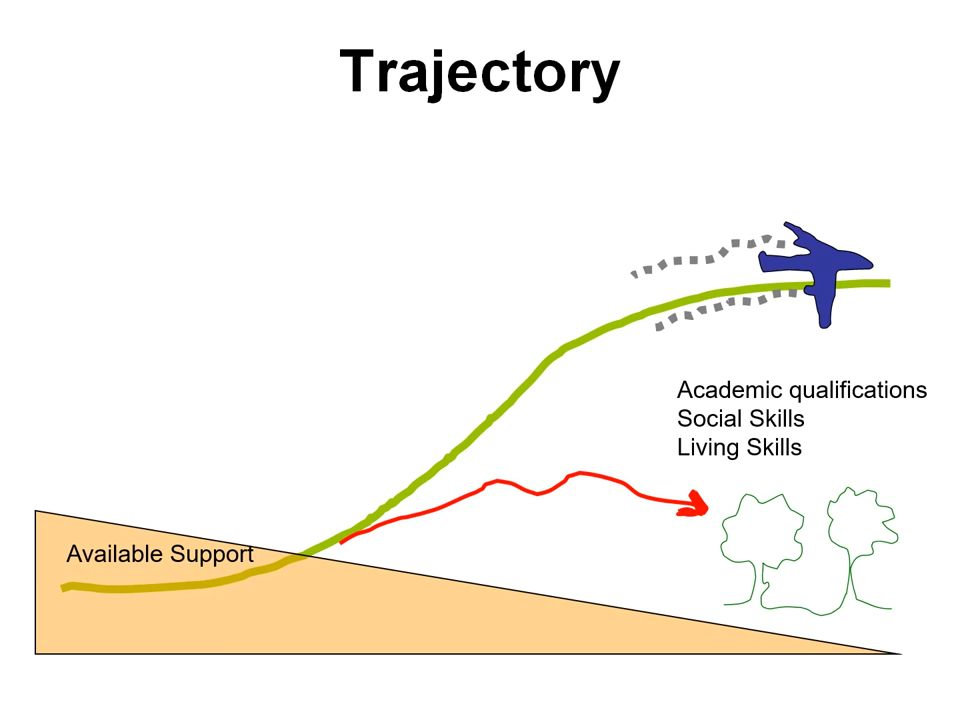 Trajectory
Academic qualifications
Social Skills
Living Skills
Available Support